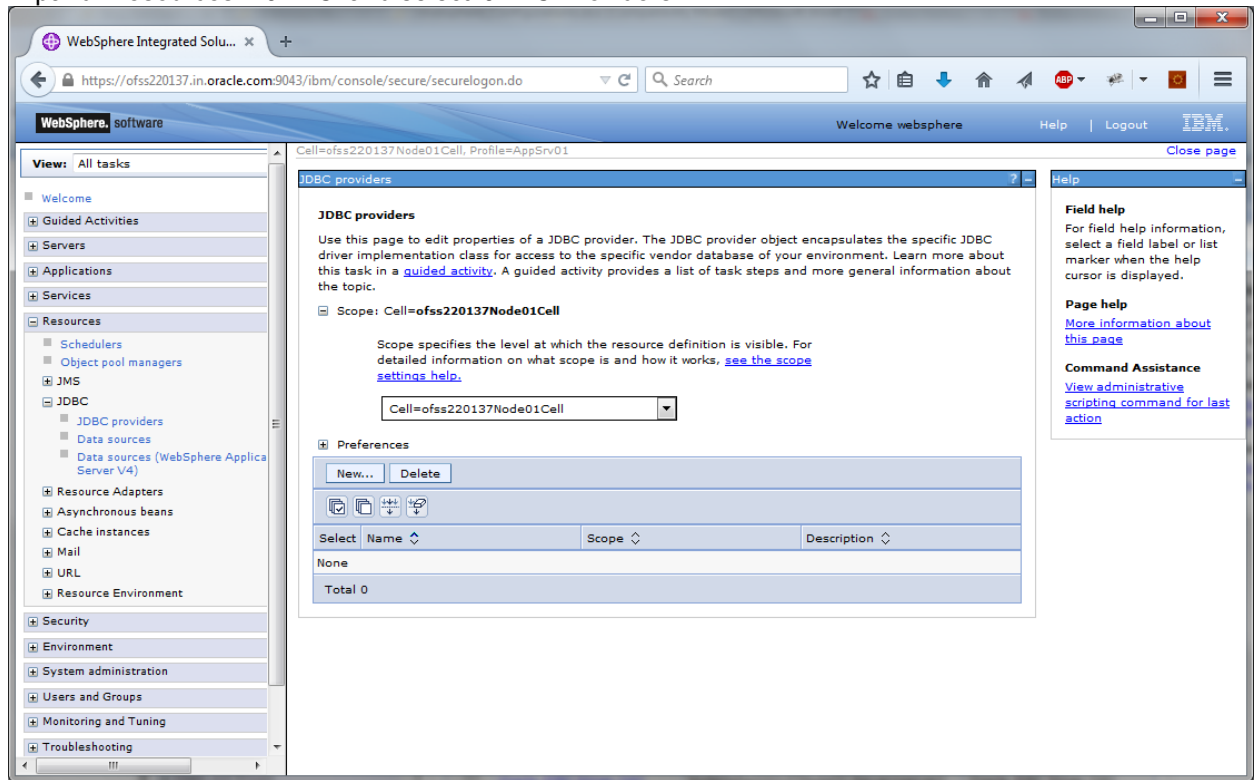 WebSphere Integrated Solu...
https://ofss220137.in.oracle.com:9043/ibm/console/secure/securelogon.do
Search
ABP
WebSphere. software
Welcome websphere
Help | Logout
IBM.
View: All tasks
Welcome
Guided Activities
Servers
Applications
Services
Resources
Schedulers
Object pool managers
JMS
JDBC
JDBC providers
Data sources
Data sources (WebSphere Applica
Server V4)
Resource Adapters
Asynchronous beans
Cache instances
Mail
URL
Resource Environment
Security
Environment
System administration
Users and Groups
Monitoring and Tuning
Troubleshooting
Cell=ofss220137Node01Cell, Profile=AppSrv01
Close page
JDBC providers
JDBC providers
Use this page to edit properties of a JDBC provider. The JDBC provider object encapsulates the specific JDBC
driver implementation class for access to the specific vendor database of your environment. Learn more about
this task in a guided activity. A guided activity provides a list of task steps and more general information about
the topic.
Scope: Cell=ofss220137Node01Cell
Scope specifies the level at which the resource definition is visible. For
detailed information on what scope is and how it works, see the scope
settings help.
Cell=ofss220137Node01Cell
Preferences
New... Delete
Select Name Scope Description
None
Total 0
Help
Field help
For field help information,
select a field label or list
marker when the help
cursor is displayed.
Page help
More information about
this page
Command Assistance
View administrative
scripting command for last
action